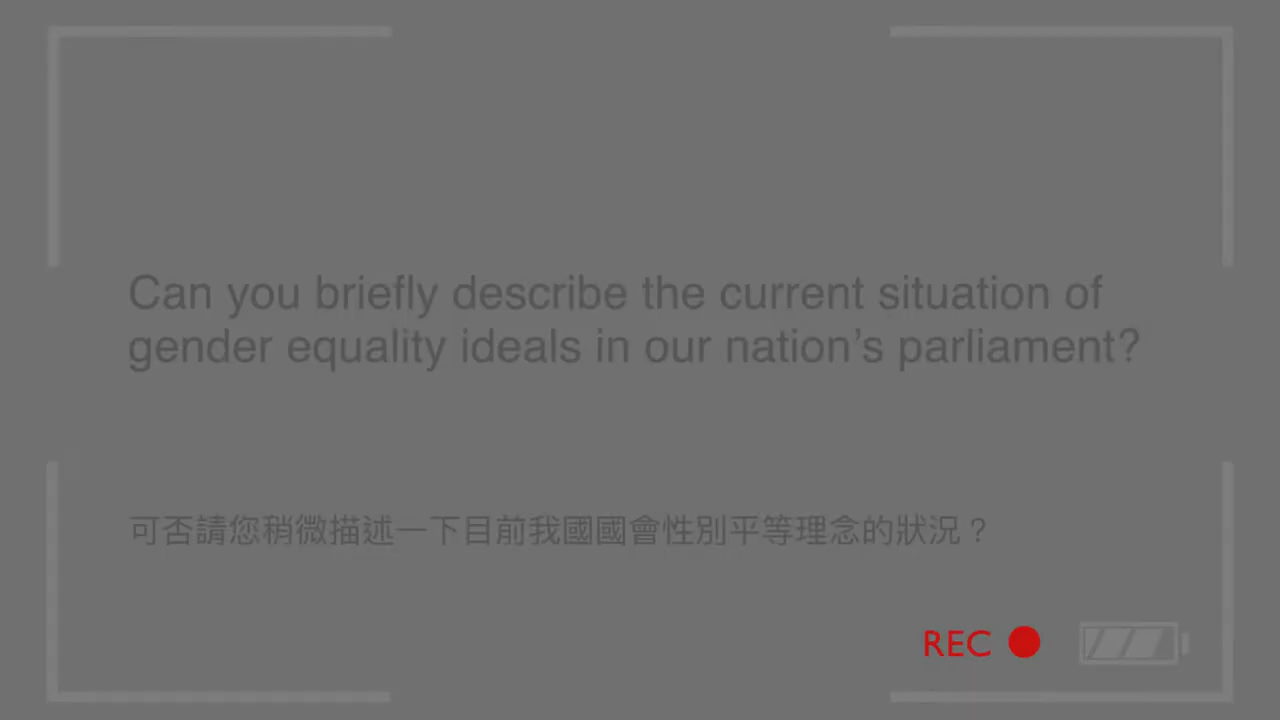 Can you briefly describe the current situation of
gender equality ideals in our nation’s parliament?
可否請您稍微描述一下目前我國國會性別平等理念的狀況？
REC